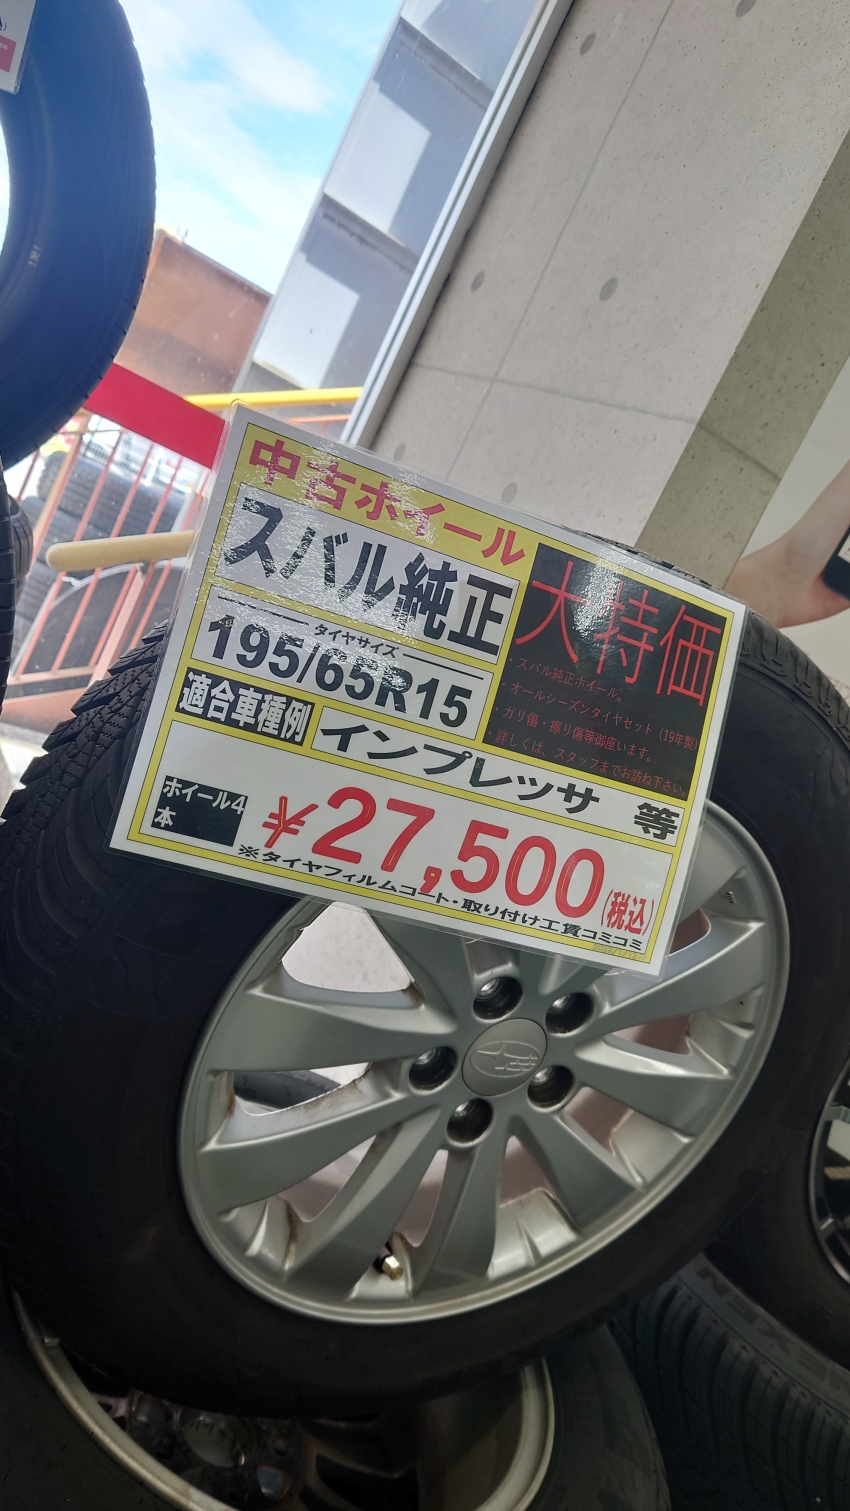 中古ホイール
スバル純正
タイヤサイズ
195/65R15
大特価
・スバル純正ホイール。
・オールシーズンタイヤセット（19年製）
・ガリ傷・擦り傷等御座います。
・詳しくは、スタッフまでお訪ね下さい。
適合車種例
インプレッサ 等
ホイール4
本
¥27,500(税込)
※タイヤフィルムコート・取り付け工賃コミコミ